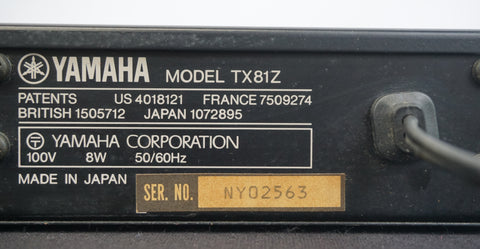 YAMAHA MODEL TX81Z
PATENTS US 4018121 FRANCE 7509274
BRITISH 1505712 JAPAN 1072895
T YAMAHA CORPORATION
100V 8W 50/60Hz
MADE IN JAPAN
SER. NO. NY02563